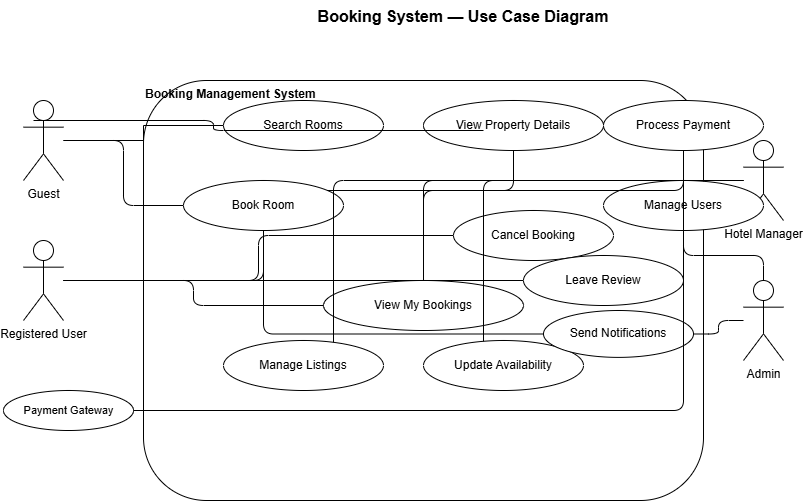 Booking System — Use Case Diagram
Booking Management System
Search Rooms
View Property Details
Process Payment
Guest
Book Room
Manage Users
Hotel Manager
Cancel Booking
Leave Review
View My Bookings
Registered User
Send Notifications
Manage Listings
Update Availability
Admin
Payment Gateway